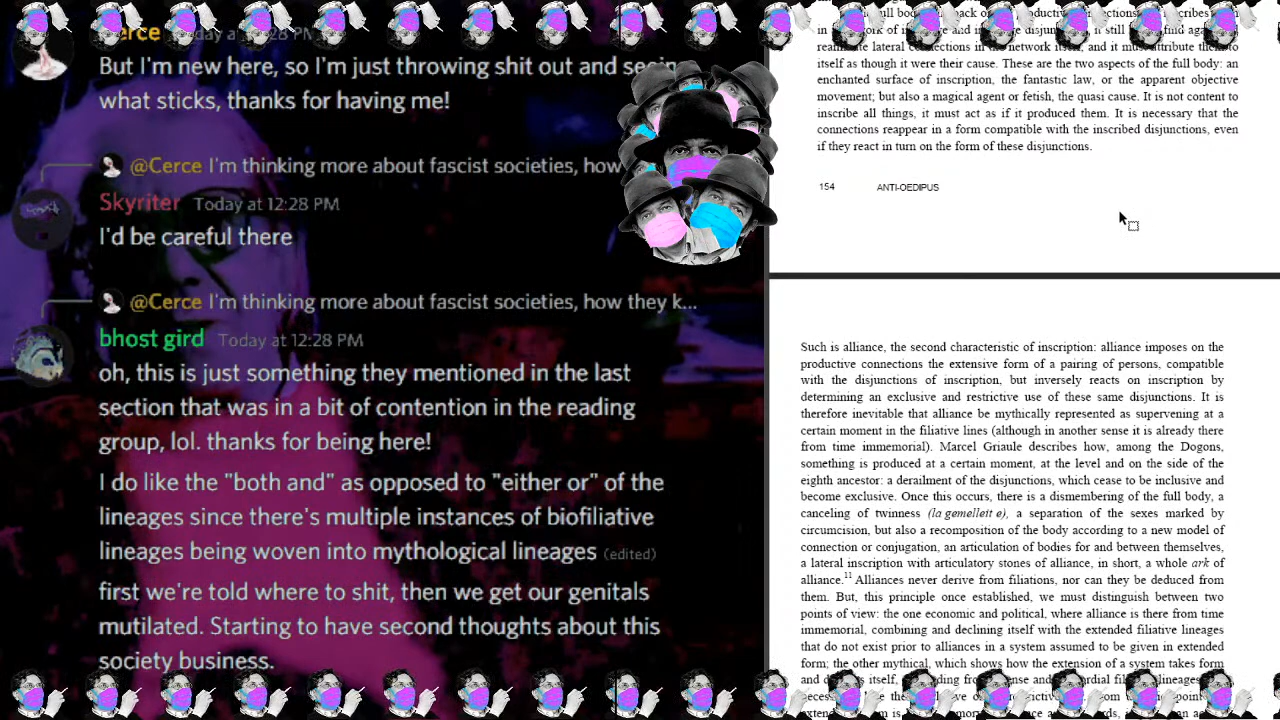 erce
But I'm new here, so I'm just throwing shit out and seein
what sticks, thanks for having me!
@Cerce I'm thinking more about fascist societies, how
Skyriter Today at 12:28 PM
I'd be careful there
@Cerce I'm thinking more about fascist societies, how they k...
bhost gird Today at 12:28 PM
oh, this is just something they mentioned in the last
section that was in a bit of contention in the reading
group, lol. thanks for being here!
I do like the "both and" as opposed to "either or" of the
lineages since there's multiple instances of biofiliative
lineages being woven into mythological lineages (edited)
first we're told where to shit, then we get our genitals
mutilated. Starting to have second thoughts about this
society business.
itself as though it were their cause. These are the two aspects of the full body: an
enchanted surface of inscription, the fantastic law, or the apparent objective
movement; but also a magical agent or fetish, the quasi cause. It is not content to
inscribe all things, it must act as if it produced them. It is necessary that the
connections reappear in a form compatible with the inscribed disjunctions, even
if they react in turn on the form of these disjunctions.
154 ANTI-OEDIPUS
Such is alliance, the second characteristic of inscription: alliance imposes on the
productive connections the extensive form of a pairing of persons, compatible
with the disjunctions of inscription, but inversely reacts on inscription by
determining an exclusive and restrictive use of these same disjunctions. It is
therefore inevitable that alliance be mythically represented as supervening at a
certain moment in the filiative lines (although in another sense it is already there
from time immemorial). Marcel Griaule describes how, among the Dogons,
something is produced at a certain moment, at the level and on the side of the
eighth ancestor: a derailment of the disjunctions, which cease to be inclusive and
become exclusive. Once this occurs, there is a dismembering of the full body, a
canceling of twinness (la gemellett e), a separation of the sexes marked by
circumcision, but also a recomposition of the body according to a new model of
connection or conjugation, an articulation of bodies for and between themselves,
a lateral inscription with articulatory stones of alliance, in short, a whole ark of
alliance.11 Alliances never derive from filiations, nor can they be deduced from
them. But, this principle once established, we must distinguish between two
points of view: the one economic and political, where alliance is there from time
immemorial, combining and declining itself with the extended filiative lineages
that do not exist prior to alliances in a system assumed to be given in extended
form; the other mythical, which shows how the extension of a system takes form